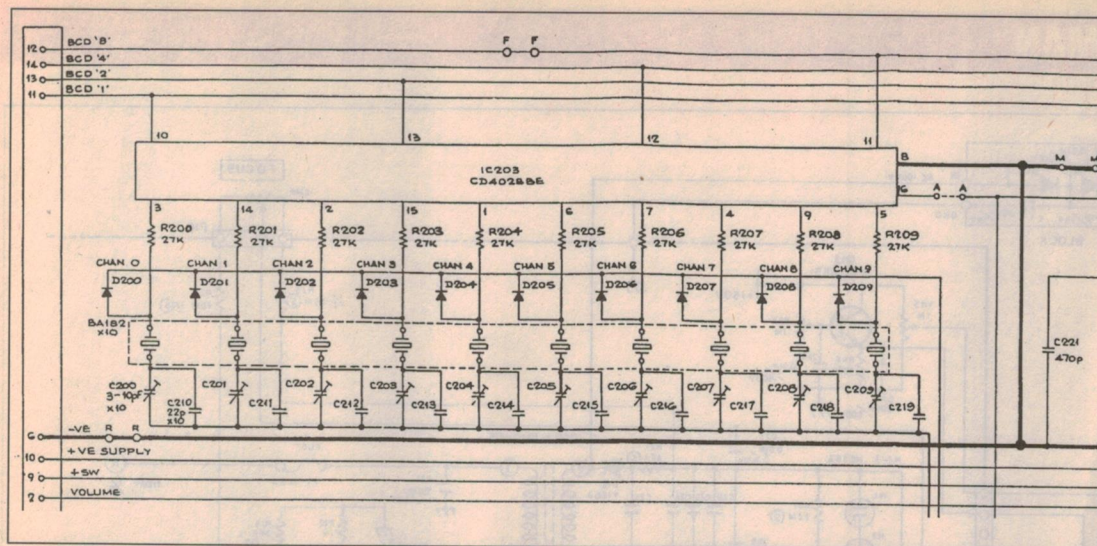 12 BCD '8' F F
14 BCD '4'
13 BCD '2'
11 BCD '1'
10 13 12 11
IC203
CD4028BE
8 M M
16 A A
3 14 2 15 1 6 7 4 9 5
R200 R201 R202 R203 R204 R205 R206 R207 R208 R209
27K 27K 27K 27K 27K 27K 27K 27K 27K 27K
CHAN 0 CHAN 1 CHAN 2 CHAN 3 CHAN 4 CHAN 5 CHAN 6 CHAN 7 CHAN 8 CHAN 9
D200 D201 D202 D203 D204 D205 D206 D207 D208 D209
BA182
x10
C221
470p
C200 C201 C202 C203 C204 C205 C206 C207 C208 C209
3-10pF
x10
C210 C211 C212 C213 C214 C215 C216 C217 C218 C219
22p
x10
6 -VE R R
10 +VE SUPPLY
9 +SW
2 VOLUME